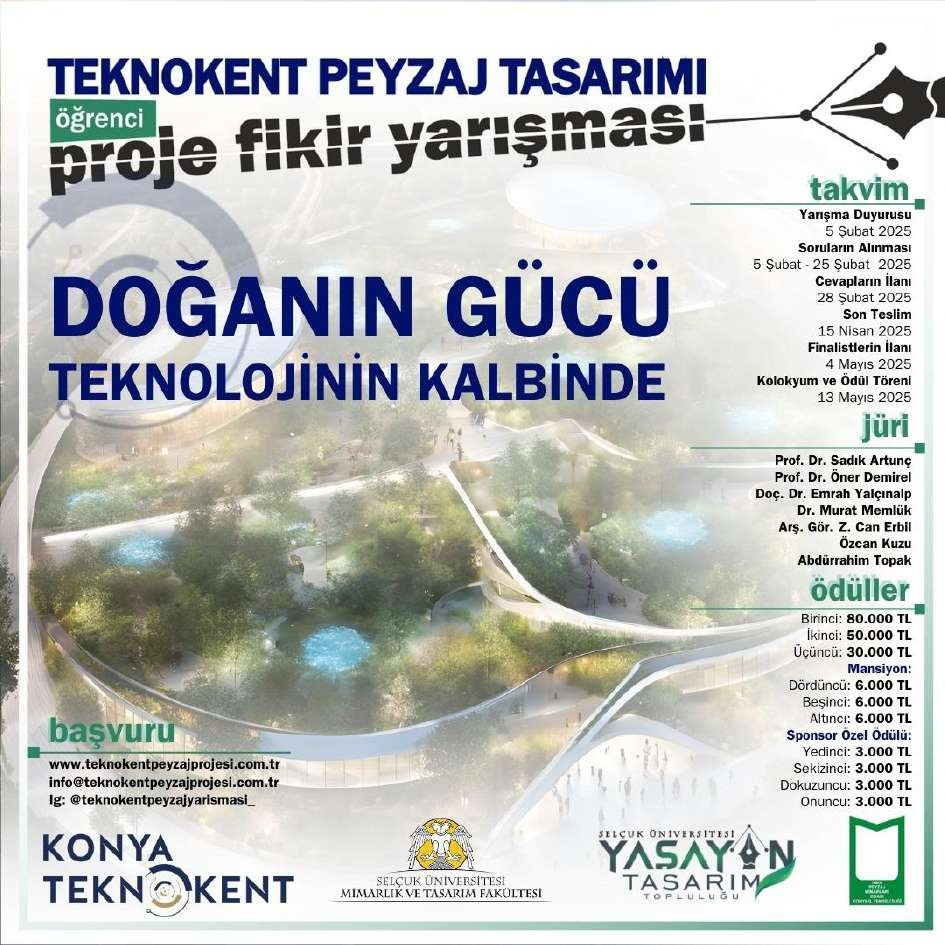 TEKNOKENT PEYZAJ TASARIMI
öğrenci
proje fikir yarışması
DOĞANIN GÜCÜ
TEKNOLOJİNİN KALBİNDE
takvim
Yarışma Duyurusu
5 Şubat 2025
Soruların Alınması
5 Şubat - 25 Şubat 2025
Cevapların İlanı
28 Şubat 2025
Son Teslim
15 Nisan 2025
Finalistlerin İlanı
4 Mayıs 2025
Kolokyum ve Ödül Töreni
13 Mayıs 2025
jüri
Prof. Dr. Sadık Artunç
Prof. Dr. Öner Demirel
Doç. Dr. Emrah Yalçınalp
Dr. Murat Memlük
Arş. Gör. Z. Can Erbil
Özcan Kuzu
Abdürrahim Topak
ödüller
Birinci: 80.000 TL
İkinci: 50.000 TL
Üçüncü: 30.000 TL
Mansiyon:
Dördüncü: 6.000 TL
Beşinci: 6.000 TL
Altıncı: 6.000 TL
Sponsor Özel Ödülü:
Yedinci: 3.000 TL
Sekizinci: 3.000 TL
Dokuzuncu: 3.000 TL
Onuncu: 3.000 TL
başvuru
www.teknokentpeyzajprojesi.com.tr
info@teknokentpeyzajprojesi.com.tr
Ig: @teknokentpeyzajyarismasi_
KONYA
TEKNOKENT
SELÇUK ÜNİVERSİTESİ
MİMARLIK VE TASARIM FAKÜLTESİ
SELÇUK ÜNİVERSİTESİ
YAŞAYAN
TASARIM
TOPLULUĞU
PEYZAJ
MİMARLARI
ODASI